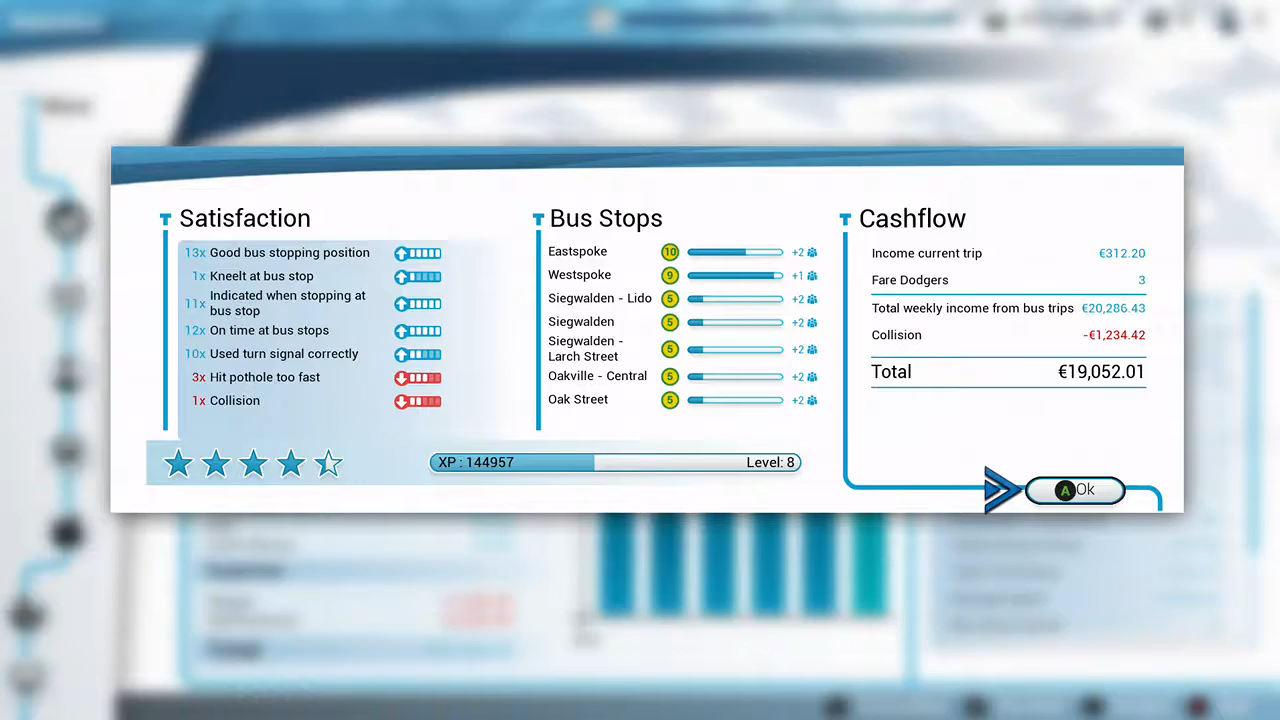 Satisfaction
13x Good bus stopping position
1x Kneelt at bus stop
11x Indicated when stopping at
bus stop
12x On time at bus stops
10x Used turn signal correctly
3x Hit pothole too fast
1x Collision
XP : 144957 Level: 8
Bus Stops
Eastspoke 10 +2
Westspoke 9 +1
Siegwalden - Lido 5 +2
Siegwalden 5 +2
Siegwalden -
Larch Street 5 +2
Oakville - Central 5 +2
Oak Street 5 +2
Cashflow
Income current trip €312.20
Fare Dodgers 3
Total weekly income from bus trips €20,286.43
Collision -€1,234.42
Total €19,052.01
A Ok